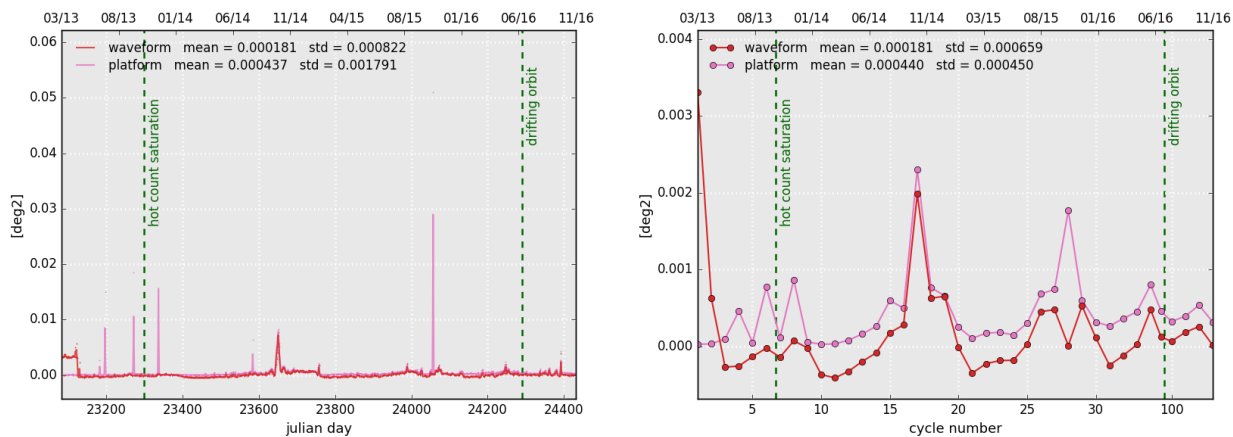 03/13 08/13 01/14 06/14 11/14 04/15 08/15 01/16 06/16 11/16
0.06
waveform mean = 0.000181 std = 0.000822
platform mean = 0.000437 std = 0.001791
0.05
0.04
0.03
0.02
0.01
0.00
[deg2]
hot count saturation
drifting orbit
23200 23400 23600 23800 24000 24200 24400
julian day
03/13 08/13 01/14 06/14 11/14 03/15 08/15 01/16 06/16 11/16
0.004
waveform mean = 0.000181 std = 0.000659
platform mean = 0.000440 std = 0.000450
0.003
0.002
0.001
0.000
[deg2]
hot count saturation
drifting orbit
5 10 15 20 25 30 100
cycle number